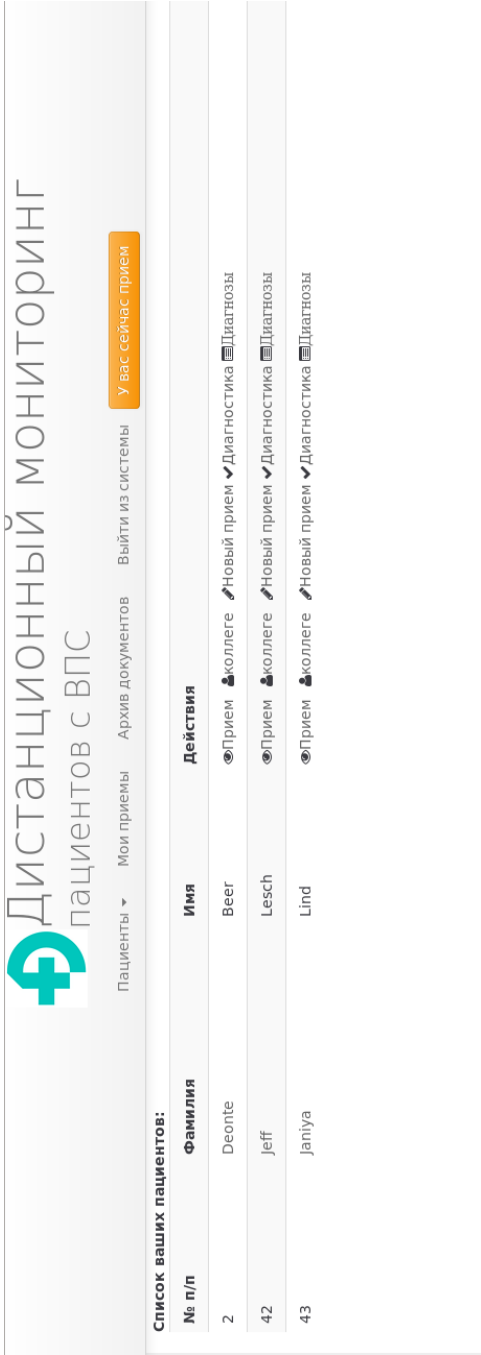 Дистанционный мониторинг
пациентов с ВПС
Пациенты Мои приемы Архив документов Выйти из системы У вас сейчас прием
Список ваших пациентов:
№ п/п Фамилия Имя Действия
2 Deonte Beer Прием коллеге Новый прием Диагностика Диагнозы
42 Jeff Lesch Прием коллеге Новый прием Диагностика Диагнозы
43 Janiya Lind Прием коллеге Новый прием Диагностика Диагнозы